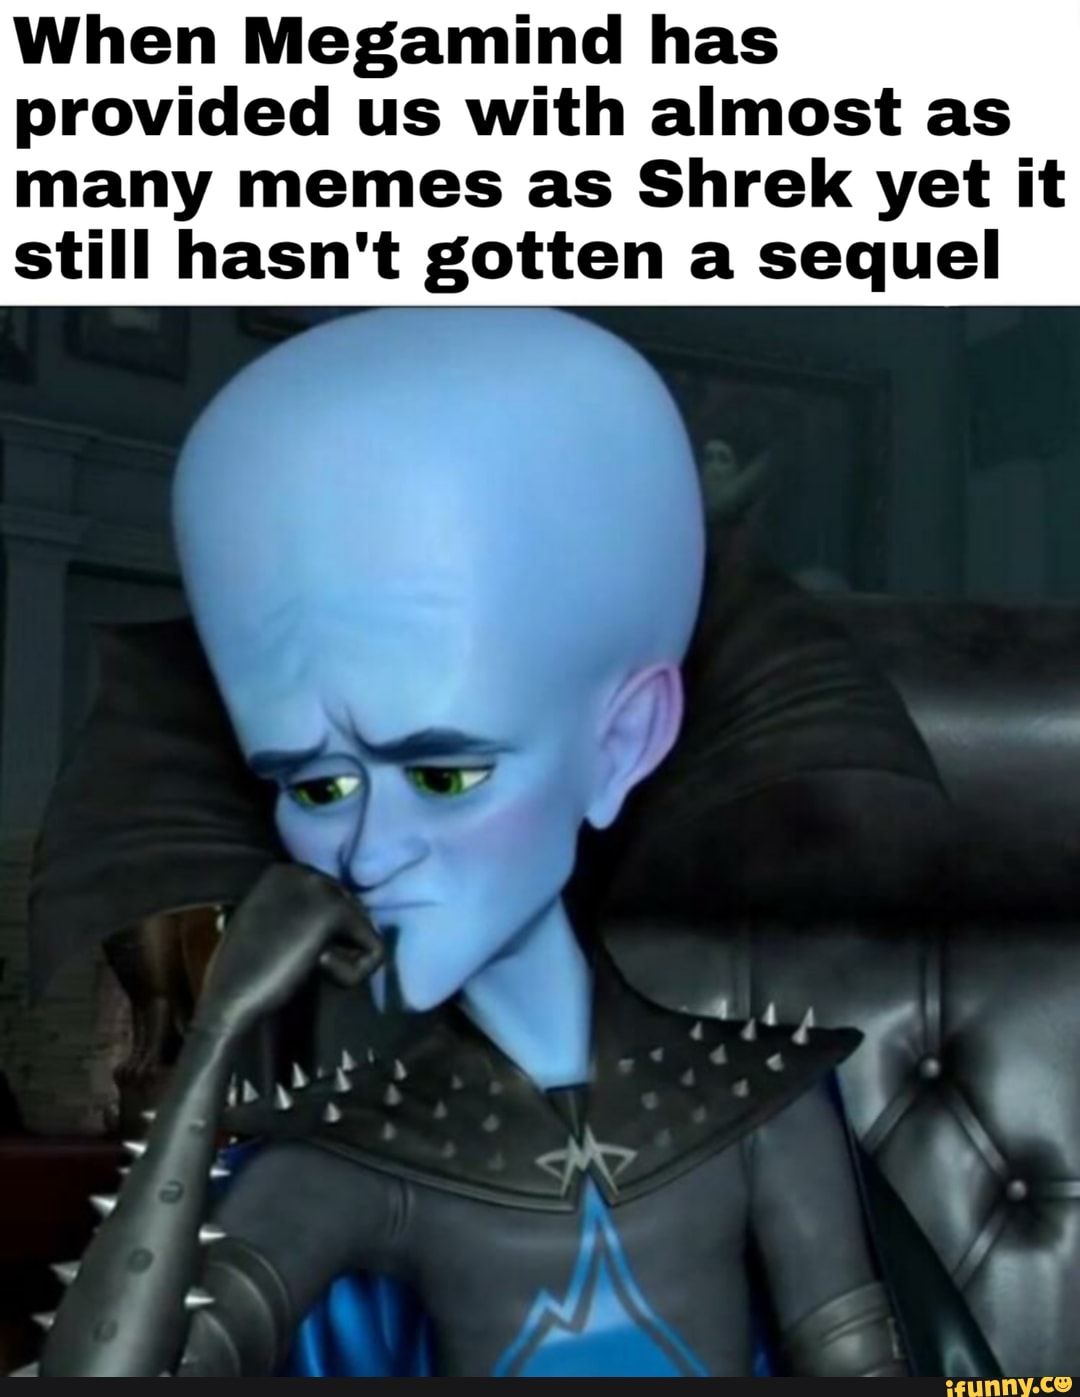 When Megamind has
provided us with almost as
many memes as Shrek yet it
still hasn't gotten a sequel
ifunny.co